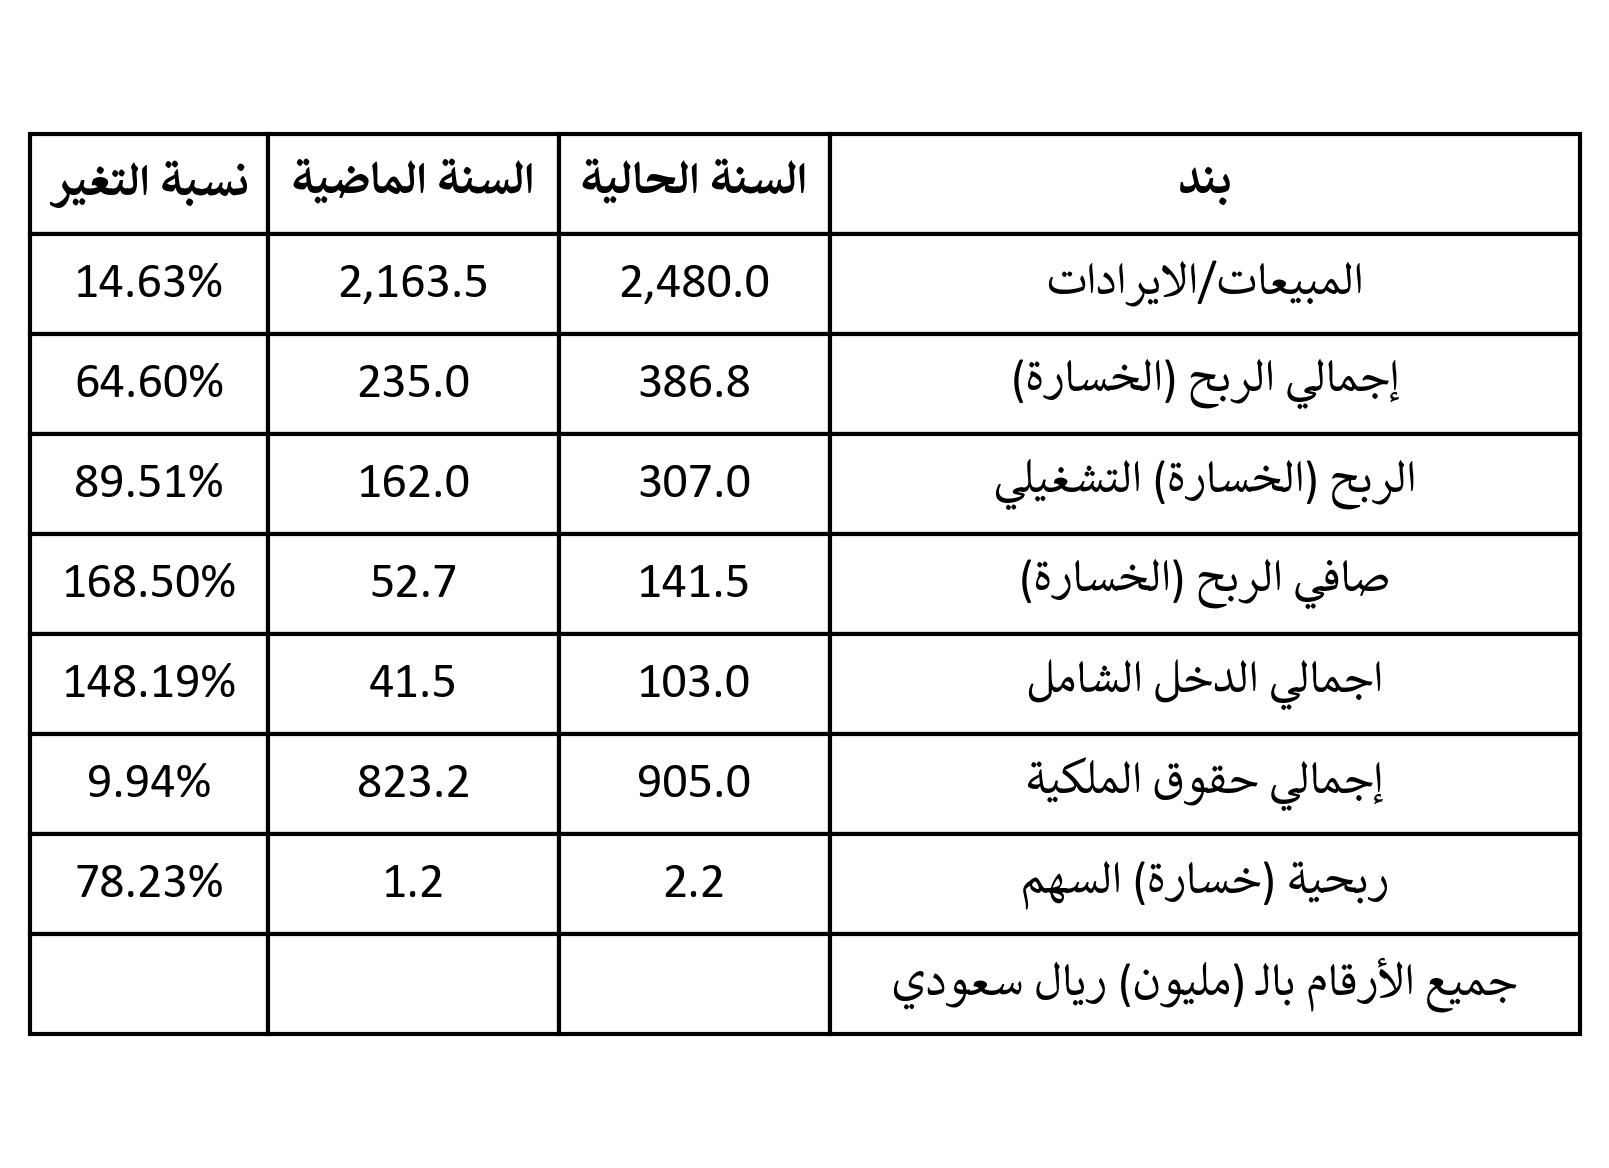 بند السنة الحالية السنة الماضية نسبة التغير
المبيعات/الايرادات 2,480.0 2,163.5 14.63%
إجمالي الربح (الخسارة) 386.8 235.0 64.60%
الربح (الخسارة) التشغيلي 307.0 162.0 89.51%
صافي الربح (الخسارة) 141.5 52.7 168.50%
اجمالي الدخل الشامل 103.0 41.5 148.19%
إجمالي حقوق الملكية 905.0 823.2 9.94%
ربحية (خسارة) السهم 2.2 1.2 78.23%
جميع الأرقام بالـ (مليون) ريال سعودي